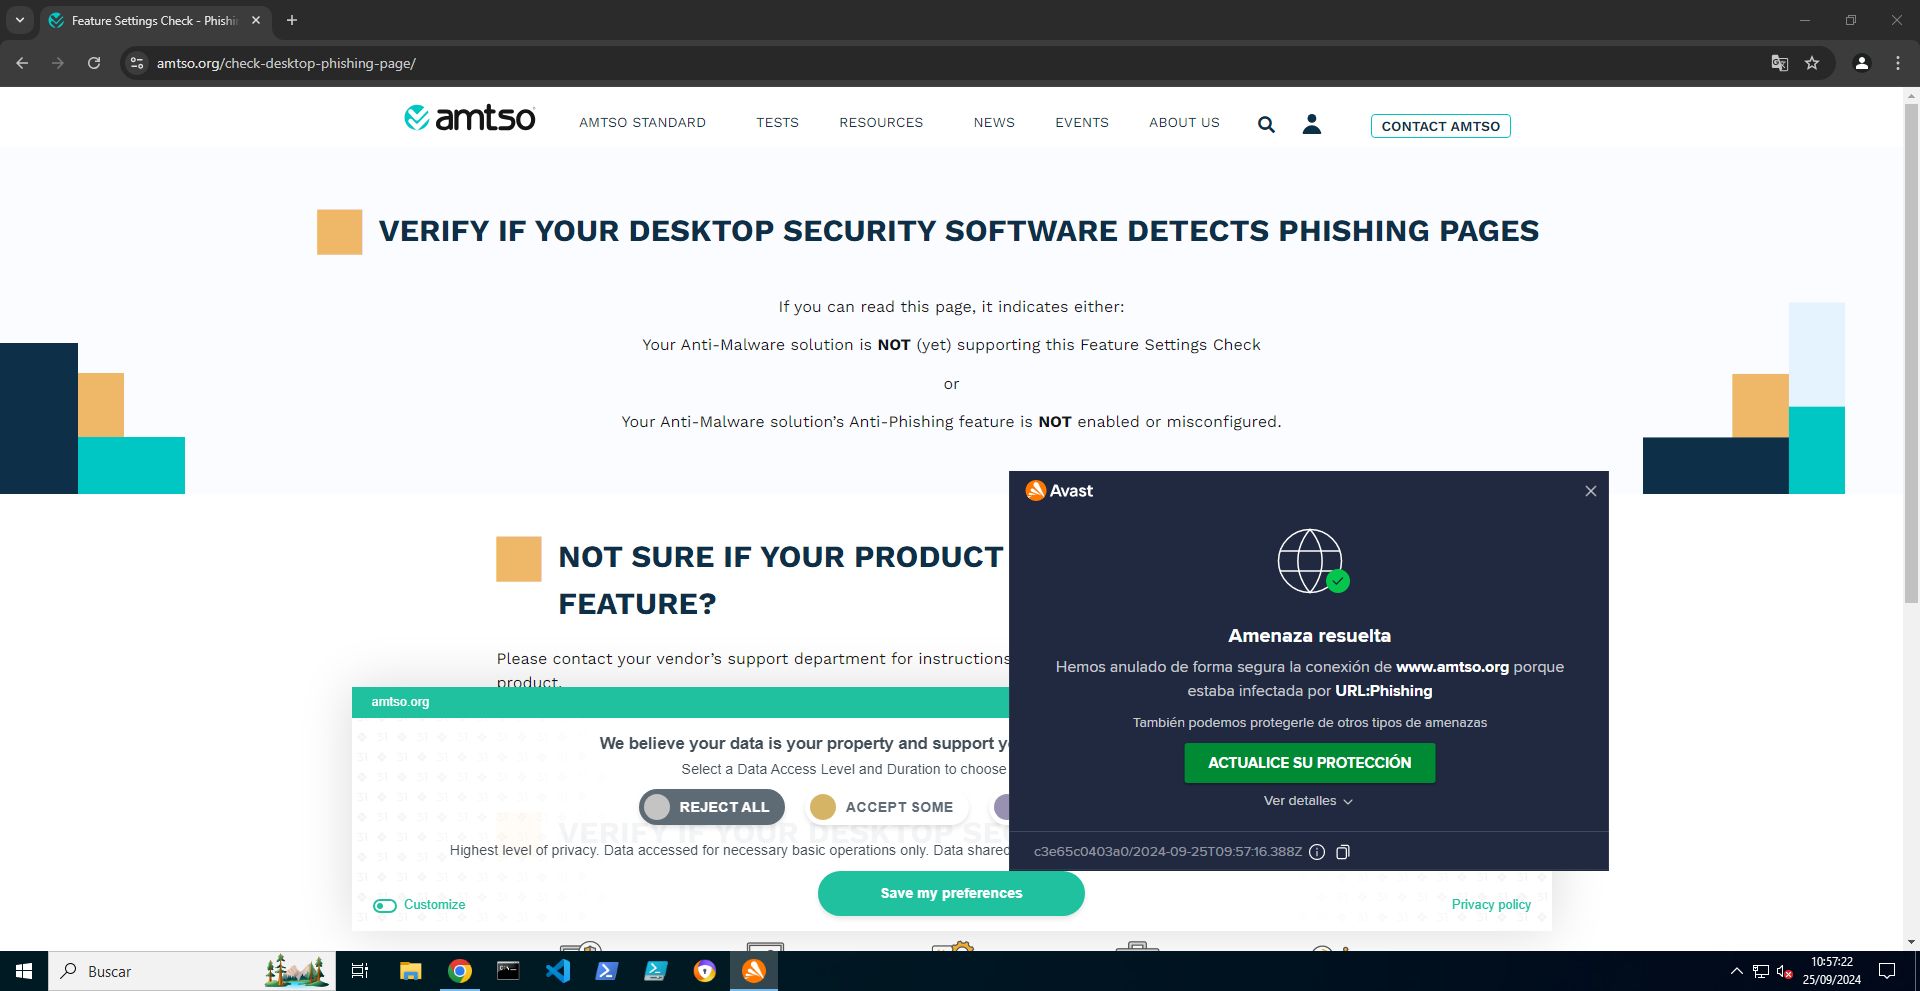 Feature Settings Check - Phishi
amtso.org/check-desktop-phishing-page/
amtso
AMTSO STANDARD
TESTS
RESOURCES
NEWS
EVENTS
ABOUT US
CONTACT AMTSO
VERIFY IF YOUR DESKTOP SECURITY SOFTWARE DETECTS PHISHING PAGES
If you can read this page, it indicates either:
Your Anti-Malware solution is NOT (yet) supporting this Feature Settings Check
or
Your Anti-Malware solution’s Anti-Phishing feature is NOT enabled or misconfigured.
NOT SURE IF YOUR PRODUCT
FEATURE?
Please contact your vendor’s support department for instructions
product.
amtso.org
We believe your data is your property and support y
Select a Data Access Level and Duration to choose
REJECT ALL
ACCEPT SOME
VERIFY IF YOUR DESKTOP SEC
Highest level of privacy. Data accessed for necessary basic operations only. Data shared
Save my preferences
Customize
Privacy policy
Avast
Amenaza resuelta
Hemos anulado de forma segura la conexión de www.amtso.org porque
estaba infectada por URL:Phishing
También podemos protegerle de otros tipos de amenazas
ACTUALICE SU PROTECCIÓN
Ver detalles
c3e65c0403a0/2024-09-25T09:57:16.388Z
Buscar
10:57:22
25/09/2024